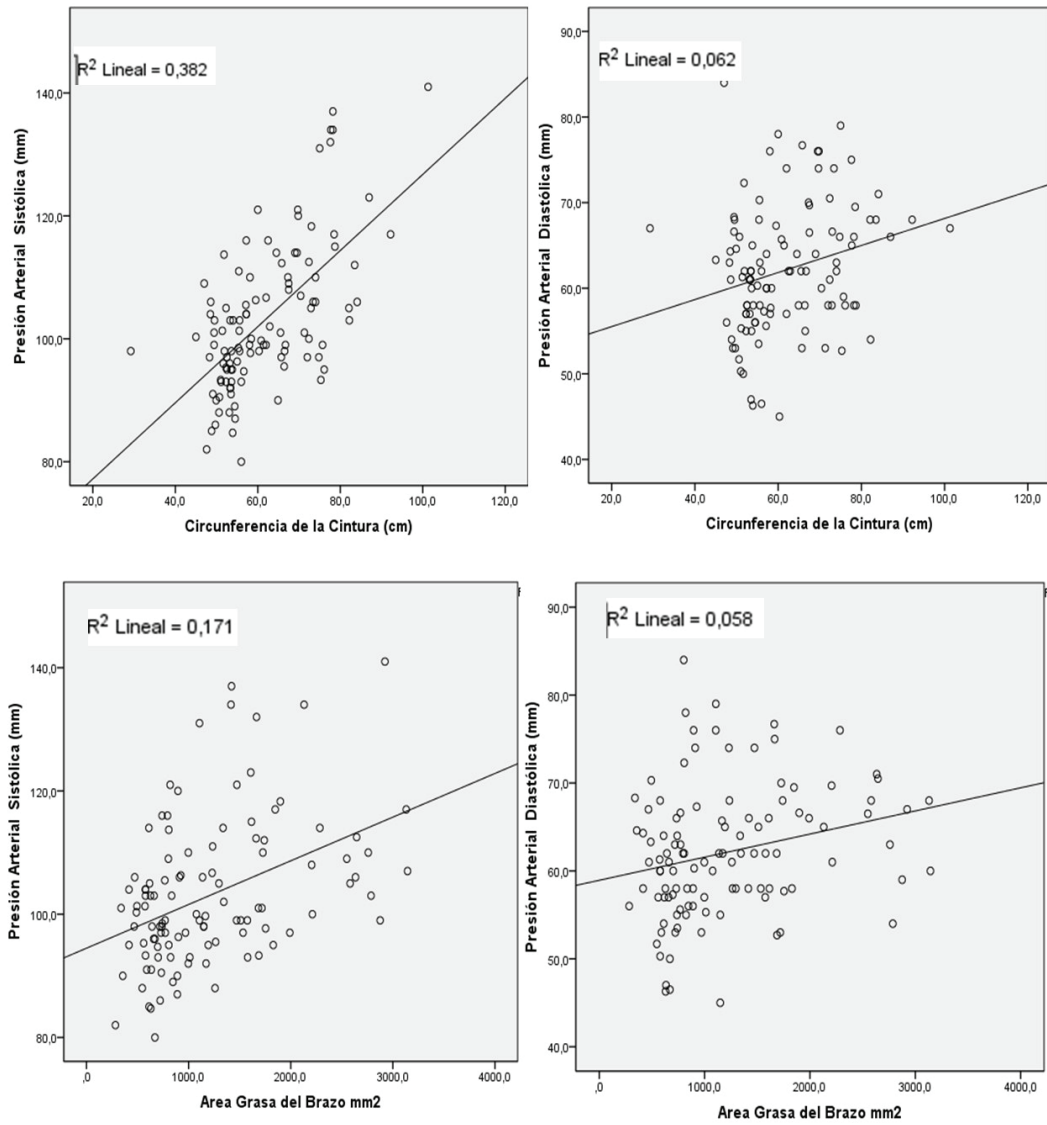 R² Lineal = 0,382
140,0
120,0
100,0
80,0
Presión Arterial Sistólica (mm)
20,0 40,0 60,0 80,0 100,0 120,0
Circunferencia de la Cintura (cm)
R² Lineal = 0,062
90,0
80,0
70,0
60,0
50,0
40,0
Presión Arterial Diastólica (mm)
20,0 40,0 60,0 80,0 100,0 120,0
Circunferencia de la Cintura (cm)
R² Lineal = 0,171
140,0
120,0
100,0
80,0
Presión Arterial Sistólica (mm)
,0 1000,0 2000,0 3000,0 4000,0
Area Grasa del Brazo mm2
R² Lineal = 0,058
90,0
80,0
70,0
60,0
50,0
40,0
Presión Arterial Diastólica (mm)
,0 1000,0 2000,0 3000,0 4000,0
Area Grasa del Brazo mm2